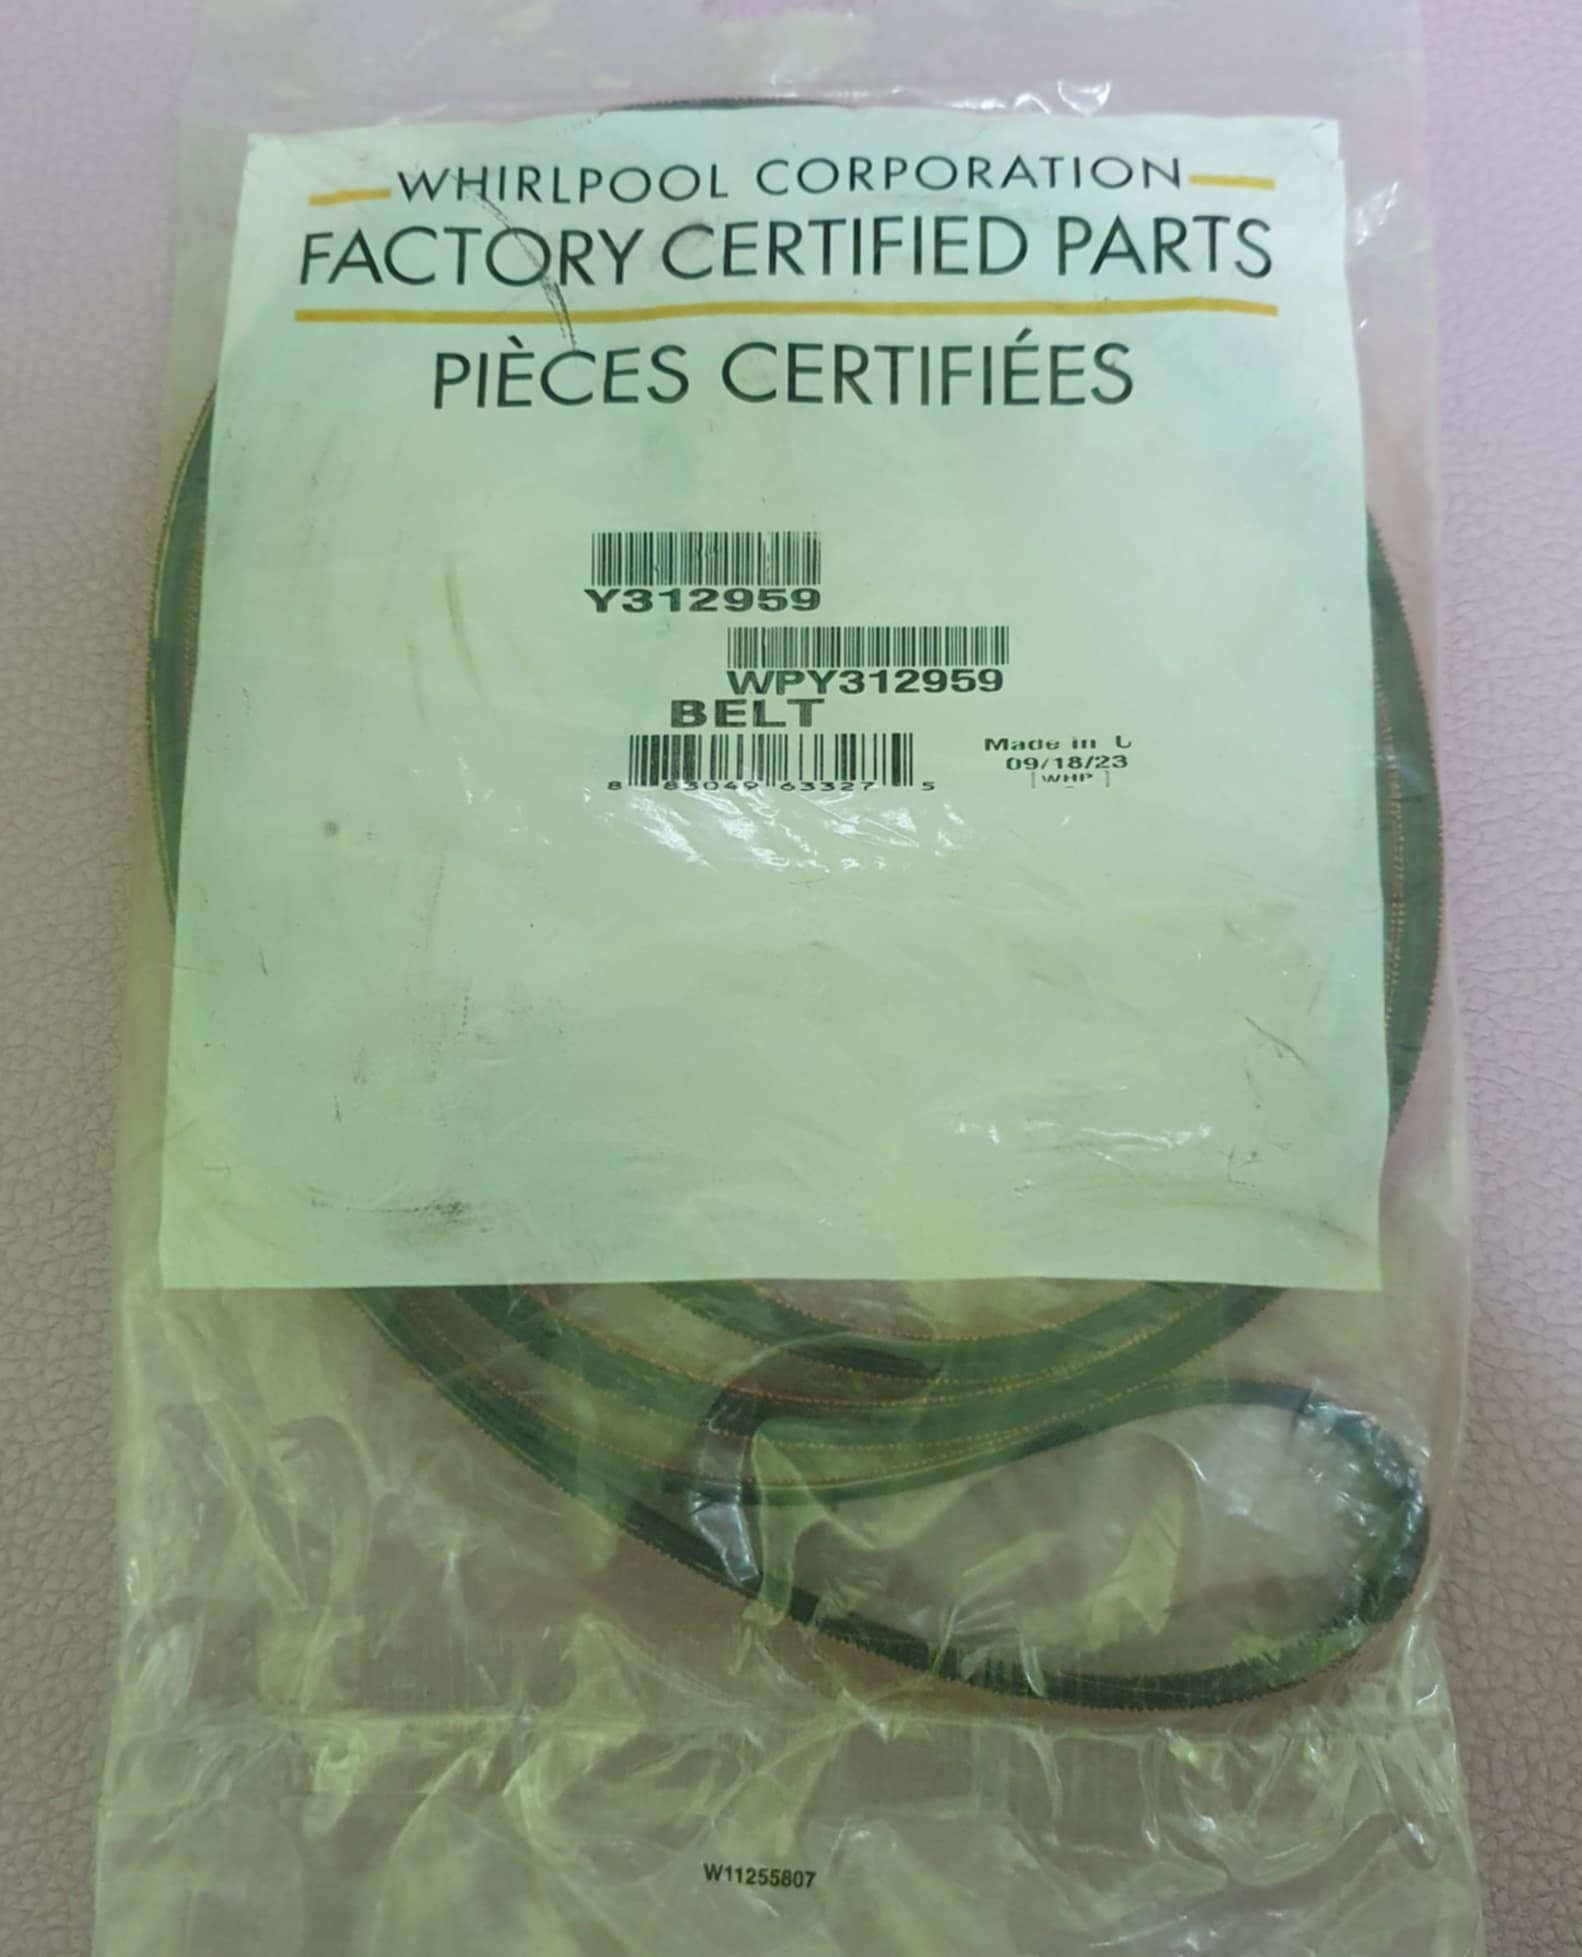 WHIRLPOOL CORPORATION
FACTORY CERTIFIED PARTS
PIÈCES CERTIFIÉES
Y312959
WPY312959
BELT
8 83049 63327 5
Made in U
09/18/23
[ WHP ]
W11255807